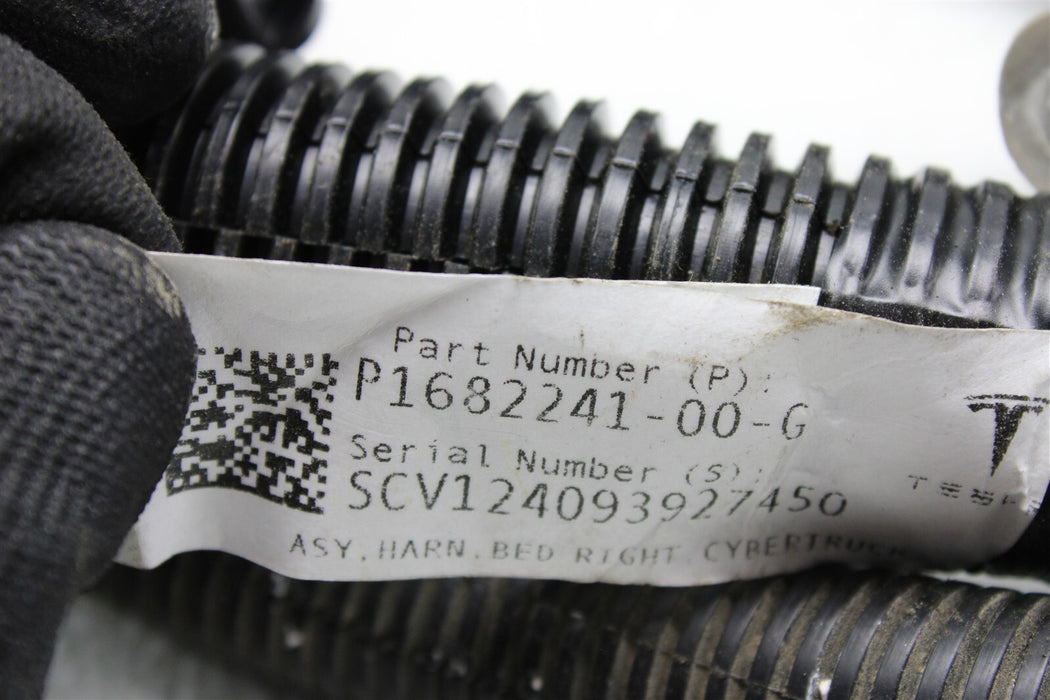 Part Number (P):
P1682241-00-G
Serial Number (S):
SCV124093927450
ASY,HARN,BED RIGHT,CYBERTRUCK